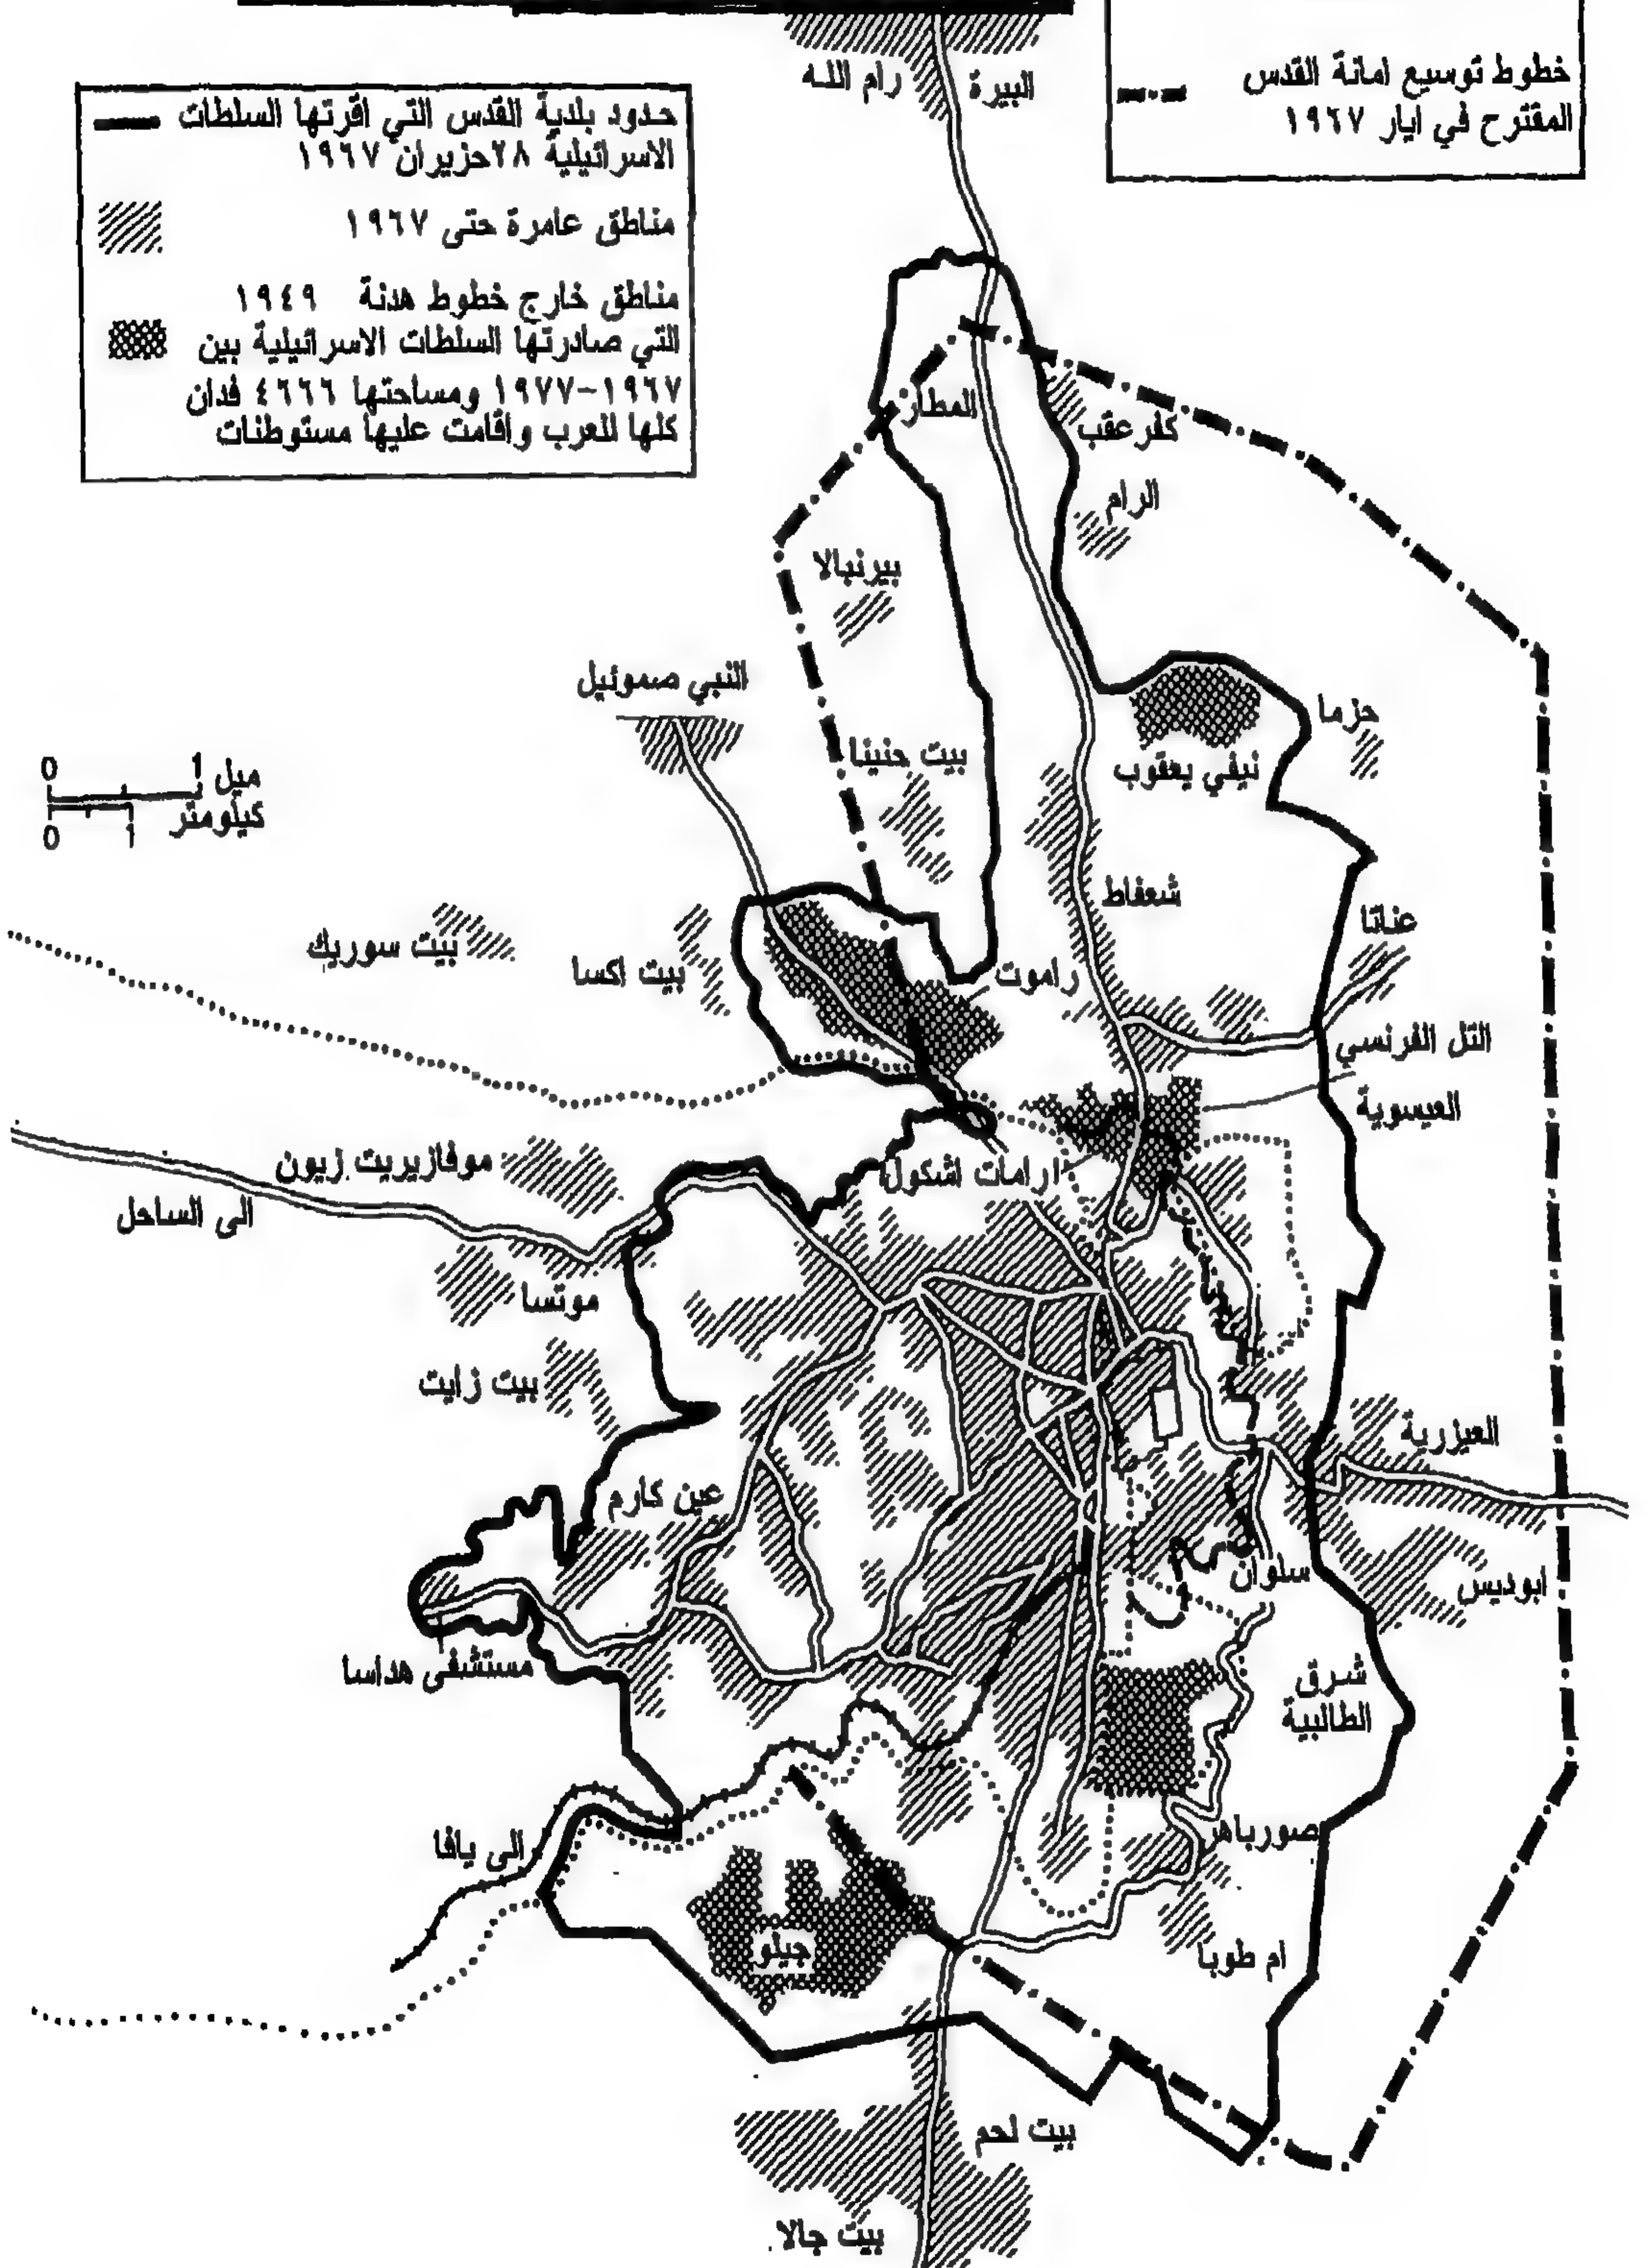 خطوط توسيع امانة القدس
المقترح في ايار ١٩٦٧
حدود بلدية القدس التي اقرتها السلطات
الاسرائيلية ٢٨حزيران ١٩٦٧
مناطق عامرة حتى ١٩٦٧
مناطق خارج خطوط هدنة ١٩٤٩
التي صادرتها السلطات الاسرائيلية بين
١٩٦٧-١٩٧٧ ومساحتها ٤٦٦٦ فدان
كلها للعرب واقامت عليها مستوطنات
البيرة
رام الله
المطار
كفرعقب
الرام
بيرنبالا
النبي صموئيل
حزما
بيت حنينا
نيفي يعقوب
0 1 ميل
كيلومتر
0 1
شعفاط
عناتا
بيت سوريك
بيت اكسا
راموت
التل الفرنسي
العيسوية
موفازيريت زيون
ارامات اشكول
الى الساحل
موتسا
بيت زايت
العيزرية
عين كارم
سلوان
ابوديس
مستشفى هداسا
شرق
الطالبية
صورباهر
الى يافا
جيلو
ام طوبا
بيت لحم
بيت جالا